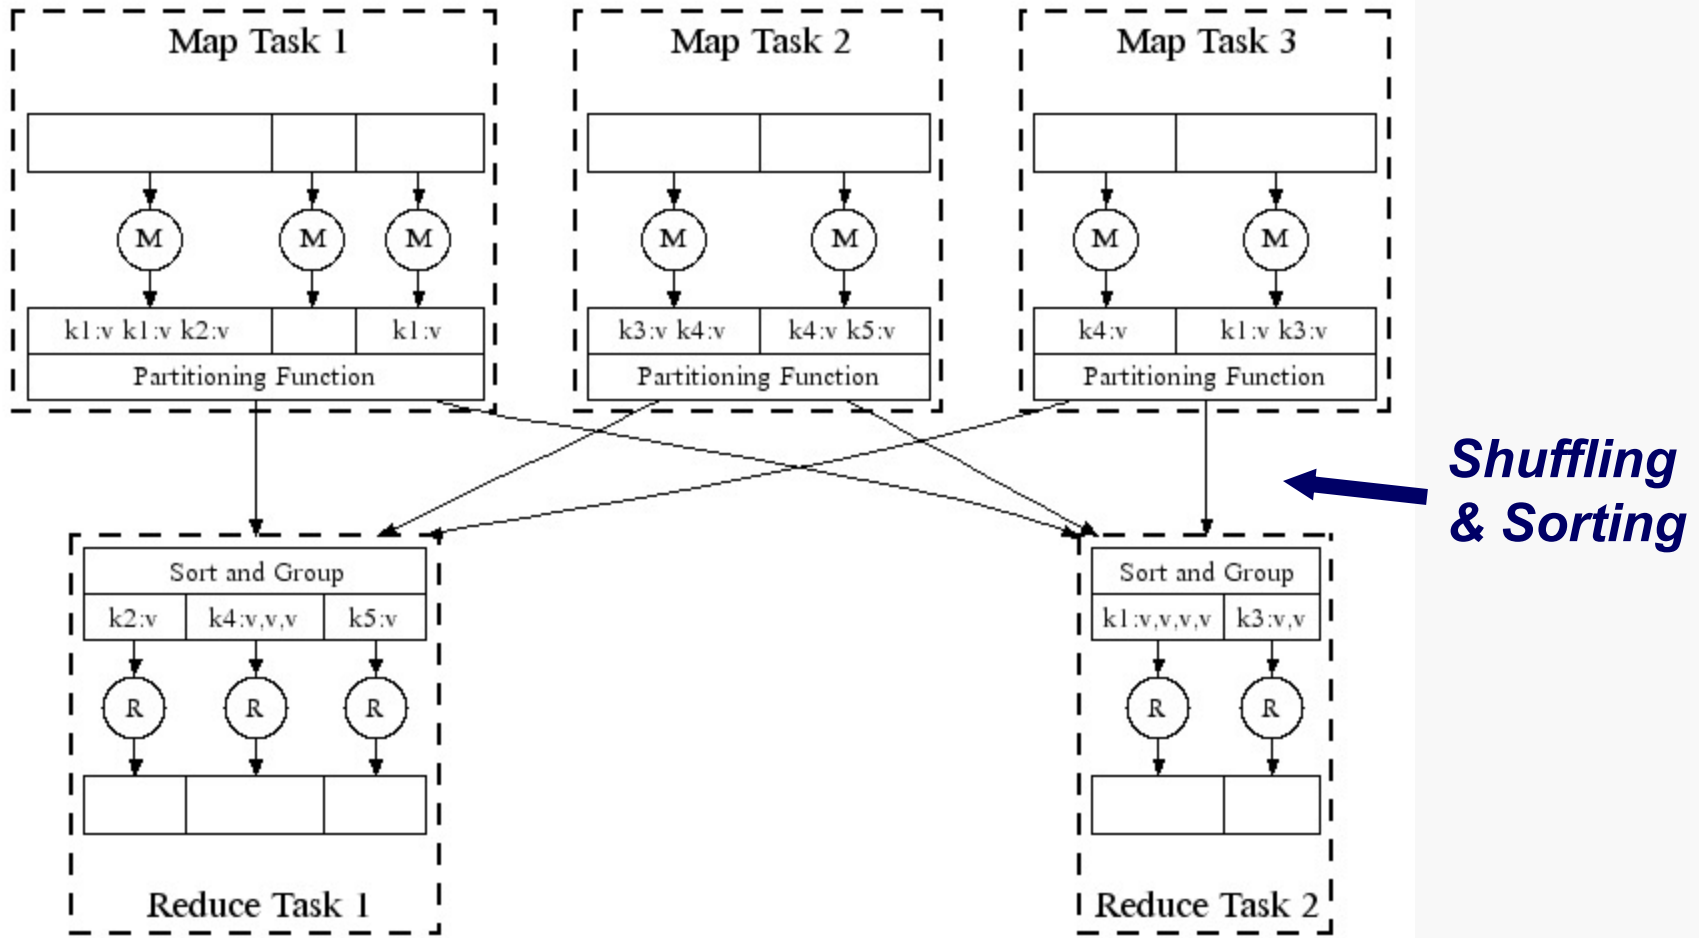 Map Task 1
Map Task 2
Map Task 3
M
M
M
M
M
M
M
k1:v k1:v k2:v
k1:v
k3:v k4:v
k4:v k5:v
k4:v
k1:v k3:v
Partitioning Function
Partitioning Function
Partitioning Function
Shuffling
& Sorting
Sort and Group
Sort and Group
k2:v
k4:v,v,v
k5:v
k1:v,v,v,v
k3:v,v
R
R
R
R
R
Reduce Task 1
Reduce Task 2